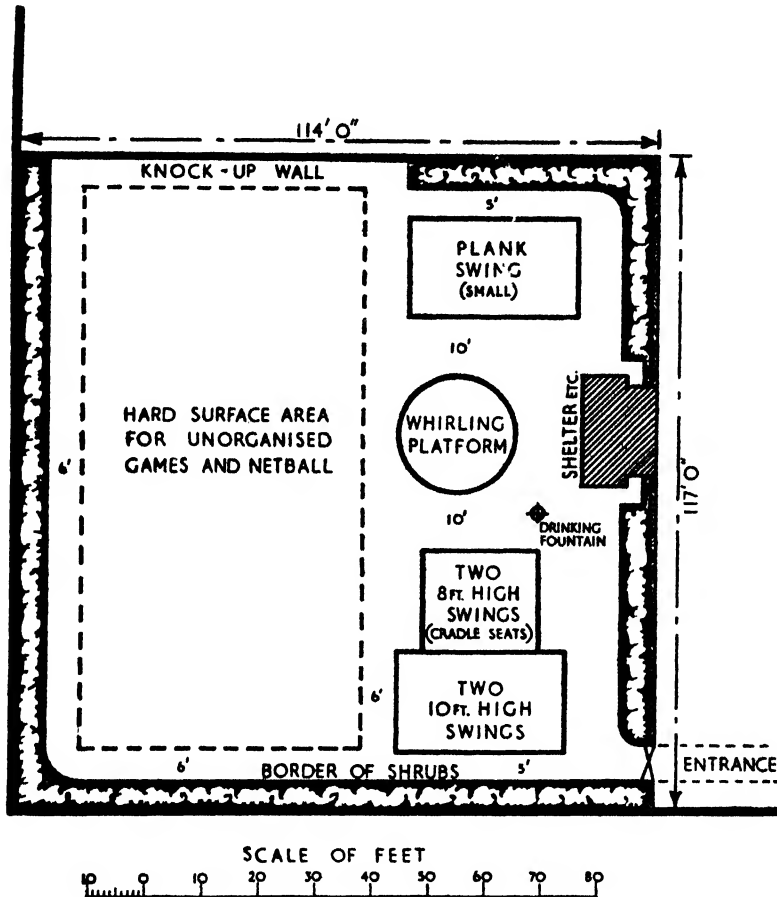 114' 0"
KNOCK-UP WALL
5'
PLANK
SWING
(SMALL)
10'
HARD SURFACE AREA
FOR UNORGANISED
GAMES AND NETBALL
6'
WHIRLING
PLATFORM
SHELTER ETC.
117' 0"
10'
DRINKING
FOUNTAIN
TWO
8FT. HIGH
SWINGS
(CRADLE SEATS)
6'
TWO
10FT. HIGH
SWINGS
6'
BORDER OF SHRUBS
5'
ENTRANCE
SCALE OF FEET
10 0 10 20 30 40 50 60 70 80